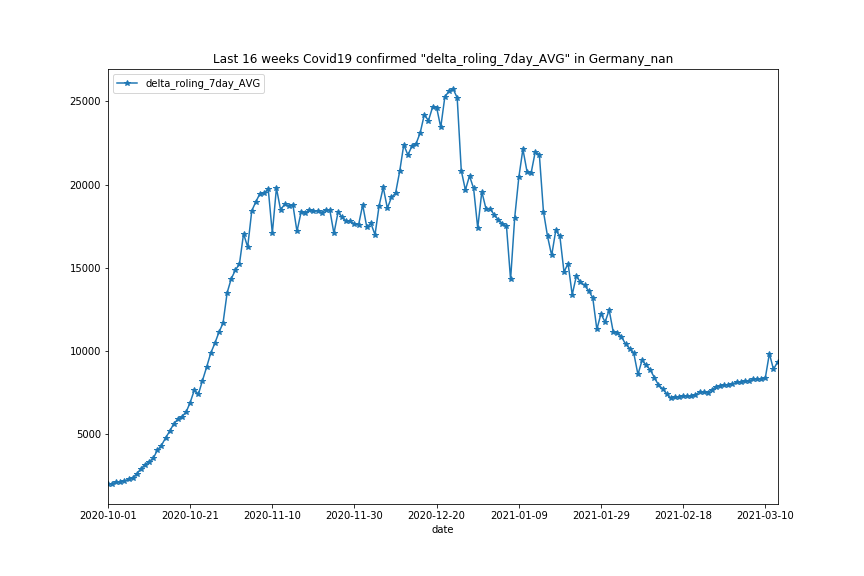 Last 16 weeks Covid19 confirmed "delta_roling_7day_AVG" in Germany_nan
delta_roling_7day_AVG
25000
20000
15000
10000
5000
2020-10-01 2020-10-21 2020-11-10 2020-11-30 2020-12-20 2021-01-09 2021-01-29 2021-02-18 2021-03-10
date